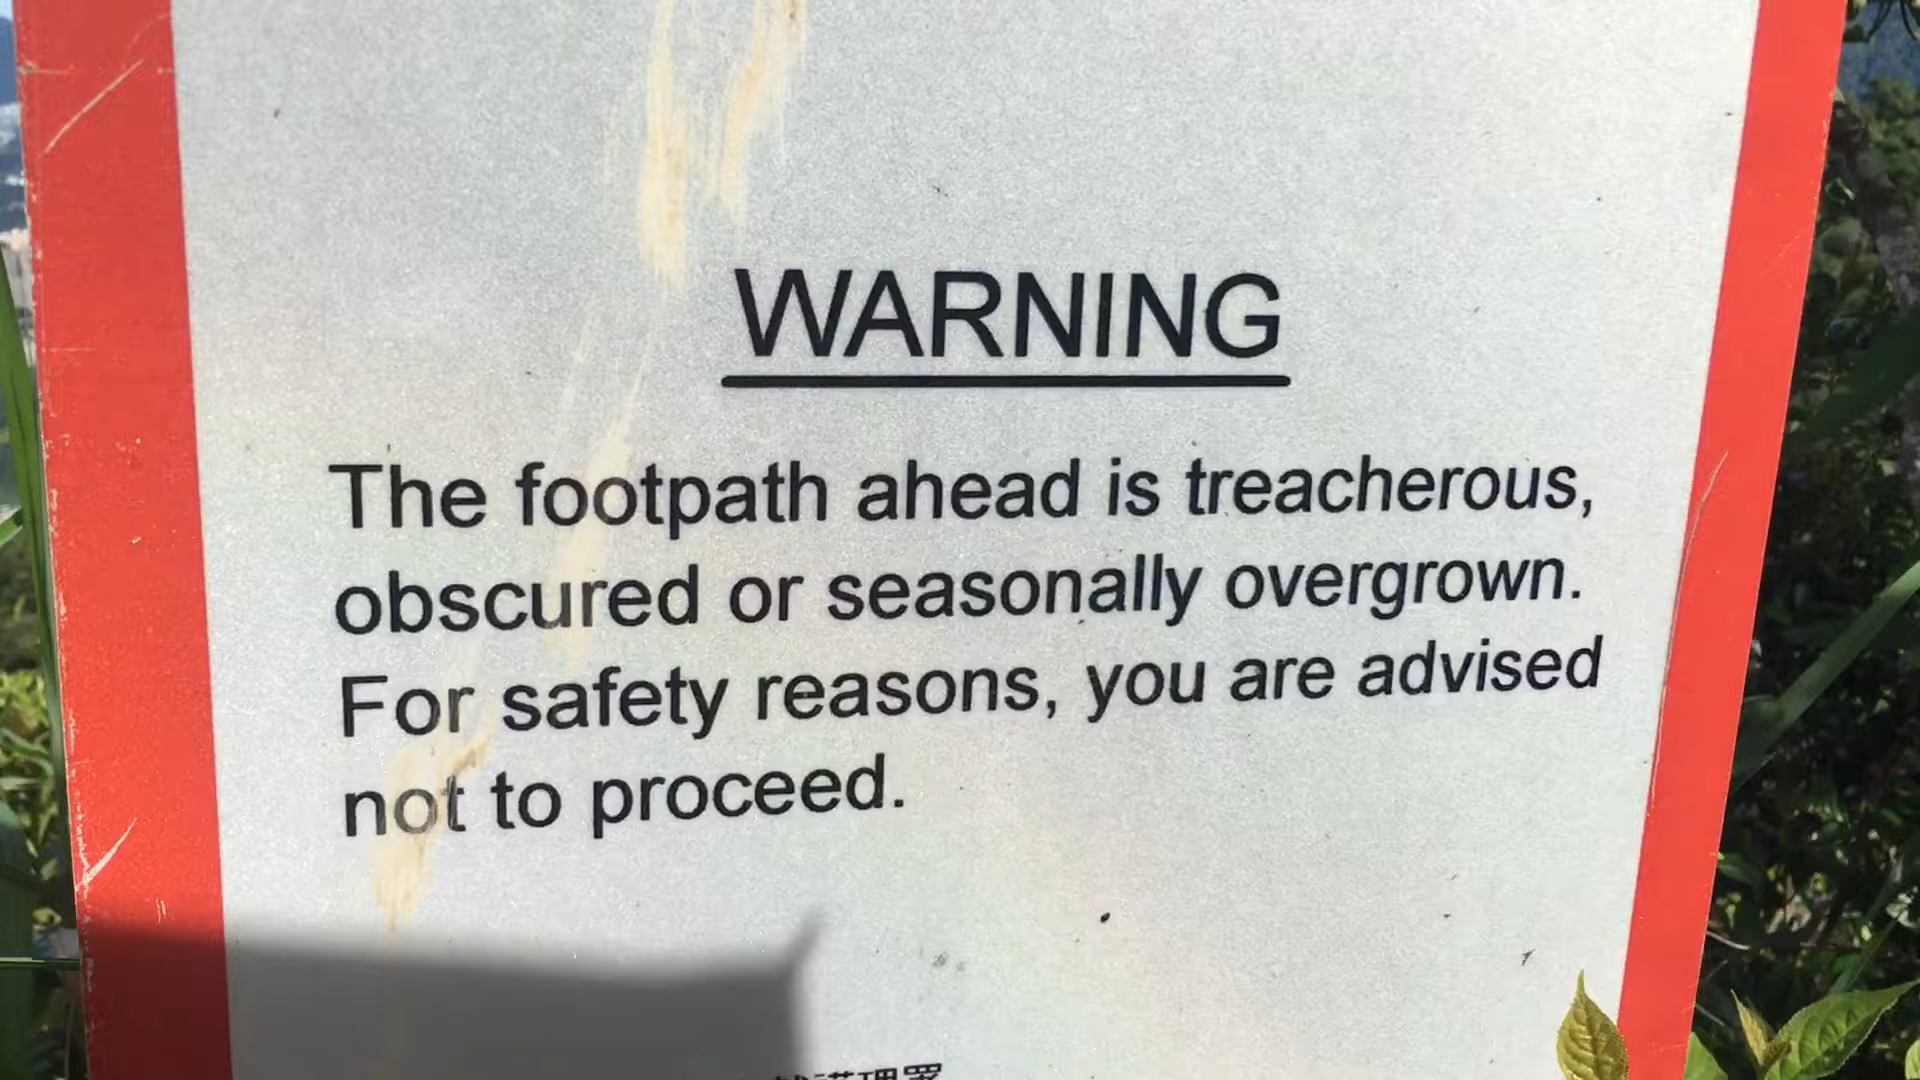 WARNING
The footpath ahead is treacherous,
obscured or seasonally overgrown.
For safety reasons, you are advised
not to proceed.